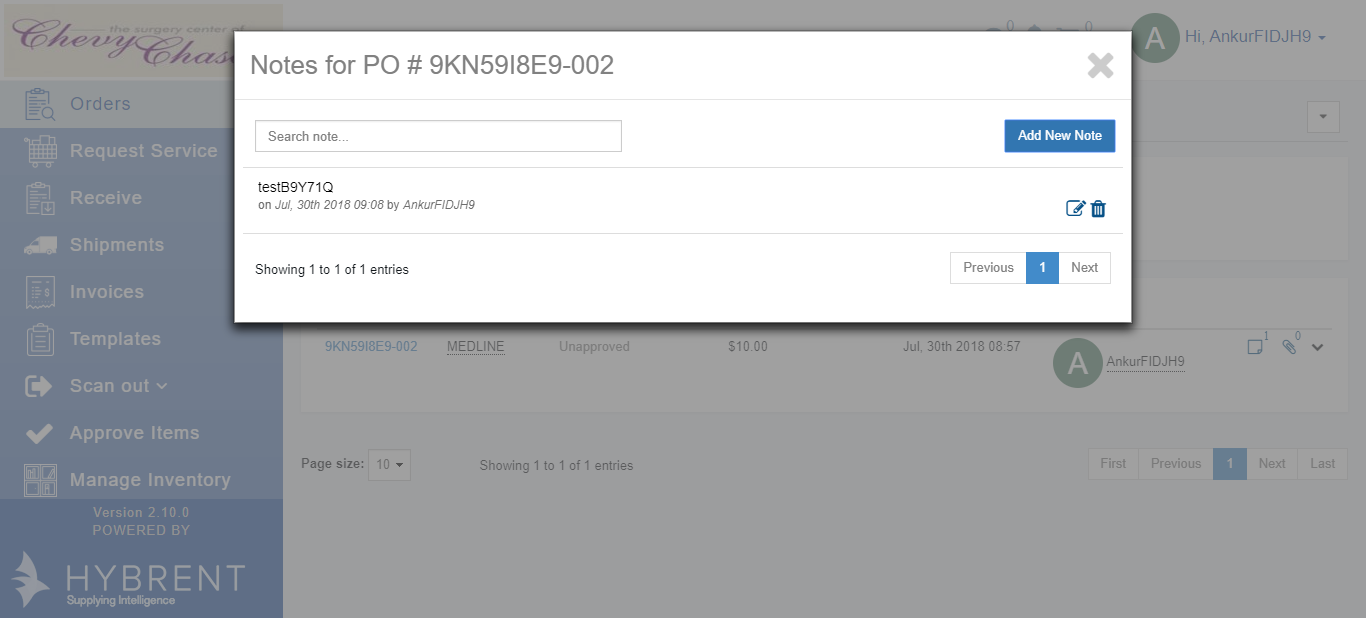 the surgery center of
Chevy Chase
0
0
A
Hi, AnkurFIDJH9
Notes for PO # 9KN59I8E9-002
Search note...
Add New Note
testB9Y71Q
on Jul, 30th 2018 09:08 by AnkurFIDJH9
Showing 1 to 1 of 1 entries
Previous 1 Next
Orders
Request Service
Receive
Shipments
Invoices
Templates
Scan out
Approve Items
Manage Inventory
Version 2.10.0
POWERED BY
HYBRENT
Supplying Intelligence
9KN59I8E9-002 MEDLINE Unapproved $10.00 Jul, 30th 2018 08:57 A AnkurFIDJH9 1 0
Page size: 10 Showing 1 to 1 of 1 entries First Previous 1 Next Last